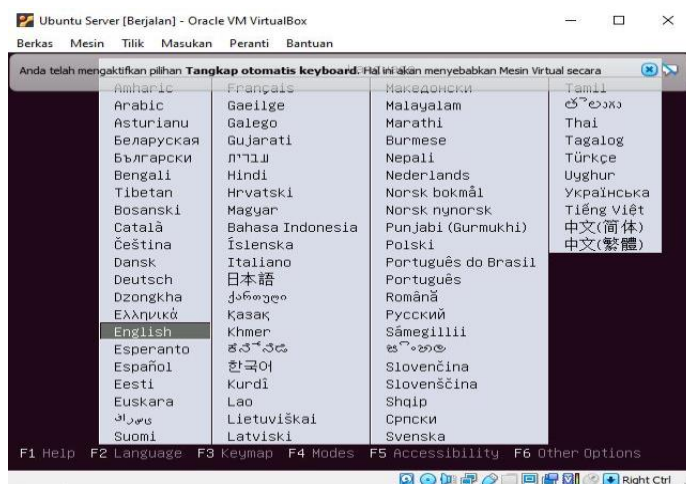 Ubuntu Server [Berjalan] - Oracle VM VirtualBox
Berkas Mesin Tilik Masukan Peranti Bantuan
Anda telah mengaktifkan pilihan Tangkap otomatis keyboard. Hal ini akan menyebabkan Mesin Virtual secara
Amharic Français Македонски Tamil
Arabic Gaeilge Malayalam
Asturianu Galego Marathi Thai
Беларуская Gujarati Burmese Tagalog
Български עברית Nepali Türkçe
Bengali Hindi Nederlands Uyghur
Tibetan Hrvatski Norsk bokmål Українська
Bosanski Magyar Norsk nynorsk Tiếng Việt
Català Bahasa Indonesia Punjabi (Gurmukhi) 中文(简体)
Čeština Íslenska Polski 中文(繁體)
Dansk Italiano Português do Brasil
Deutsch 日本語 Português
Dzongkha ქართული Română
Ελληνικά Қазақ Русский
English Khmer Sámegillii
Esperanto ಕನ್ನಡ සිංහල
Español 한국어 Slovenčina
Eesti Kurdî Slovenščina
Euskara Lao Shqip
Lietuviškai Српски
Suomi Latviski Svenska
F1 Help F2 Language F3 Keymap F4 Modes F5 Accessibility F6 Other Options
Right Ctrl